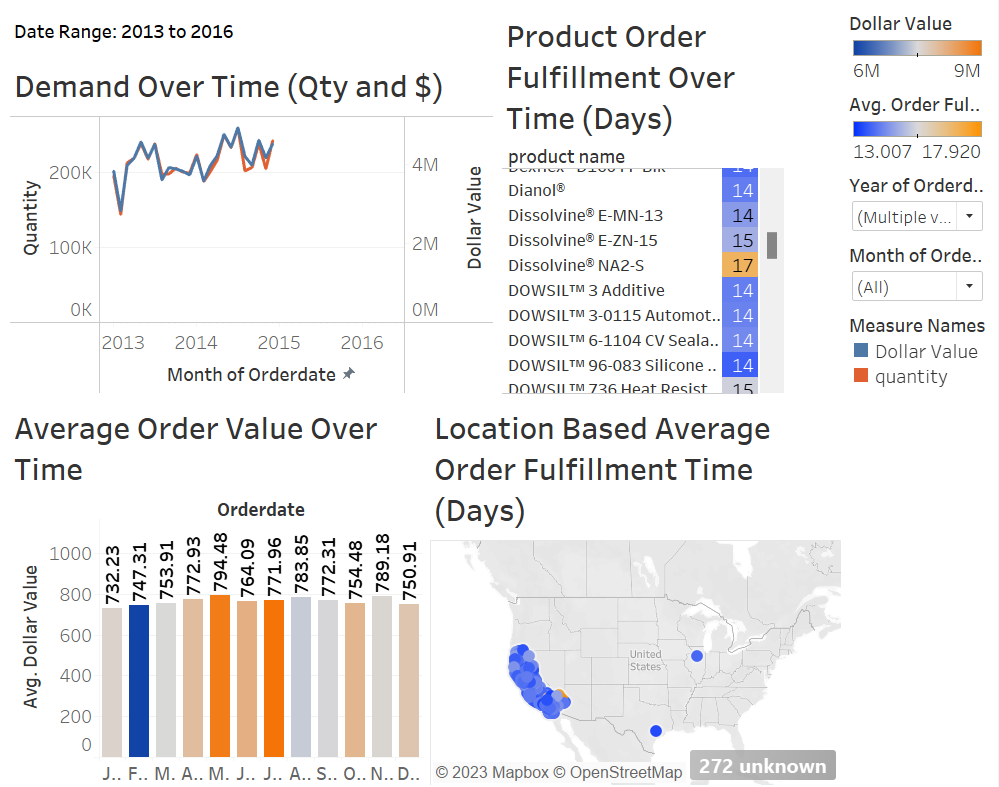 Date Range: 2013 to 2016
Demand Over Time (Qty and $)
Quantity
200K
100K
0K
4M
2M
0M
Dollar Value
2013 2014 2015 2016
Month of Orderdate
Product Order
Fulfillment Over
Time (Days)
product name
14
Dianol® 14
Dissolvine® E-MN-13 14
Dissolvine® E-ZN-15 15
Dissolvine® NA2-S 17
DOWSIL™ 3 Additive 14
DOWSIL™ 3-0115 Automot.. 14
DOWSIL™ 6-1104 CV Seala.. 14
DOWSIL™ 96-083 Silicone .. 14
DOWSIL™ 736 Heat Resist.. 15
Dollar Value
6M 9M
Avg. Order Ful..
13.007 17.920
Year of Orderd..
(Multiple v...
Month of Orde..
(All)
Measure Names
Dollar Value
quantity
Average Order Value Over
Time
Orderdate
Avg. Dollar Value
1000
800
600
400
200
0
732.23
747.31
753.91
772.93
794.48
764.09
771.96
783.85
772.31
754.48
789.18
750.91
J.. F.. M. A.. M. J.. J.. A.. S.. O.. N.. D..
Location Based Average
Order Fulfillment Time
(Days)
United
States
© 2023 Mapbox © OpenStreetMap
272 unknown